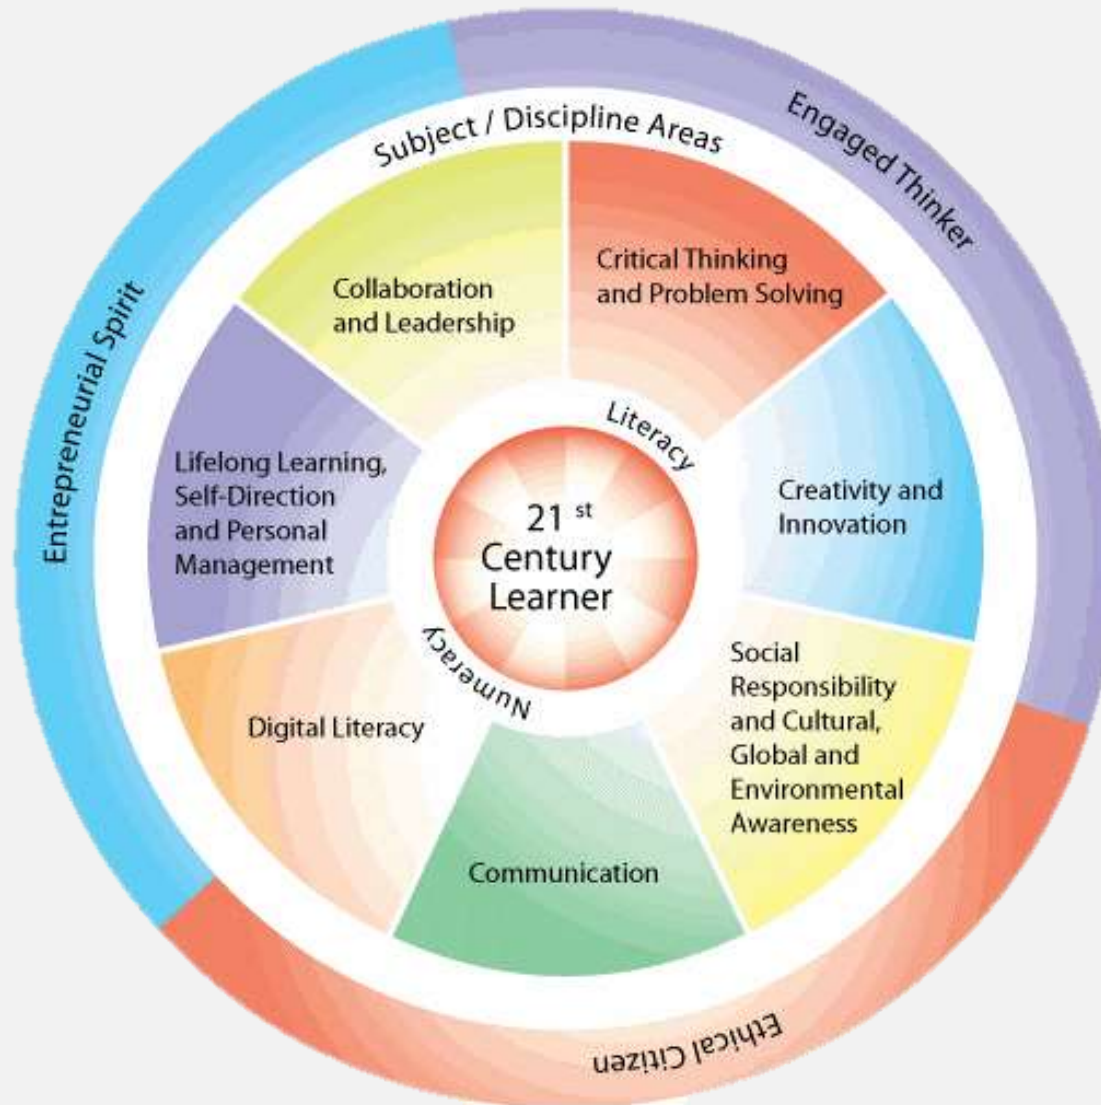 Engaged Thinker
Subject / Discipline Areas
Entrepreneurial Spirit
Critical Thinking
and Problem Solving
Collaboration
and Leadership
Literacy
Lifelong Learning,
Self-Direction
and Personal
Management
Creativity and
Innovation
21 st
Century
Learner
Numeracy
Social
Responsibility
and Cultural,
Global and
Environmental
Awareness
Digital Literacy
Communication
Ethical Citizen